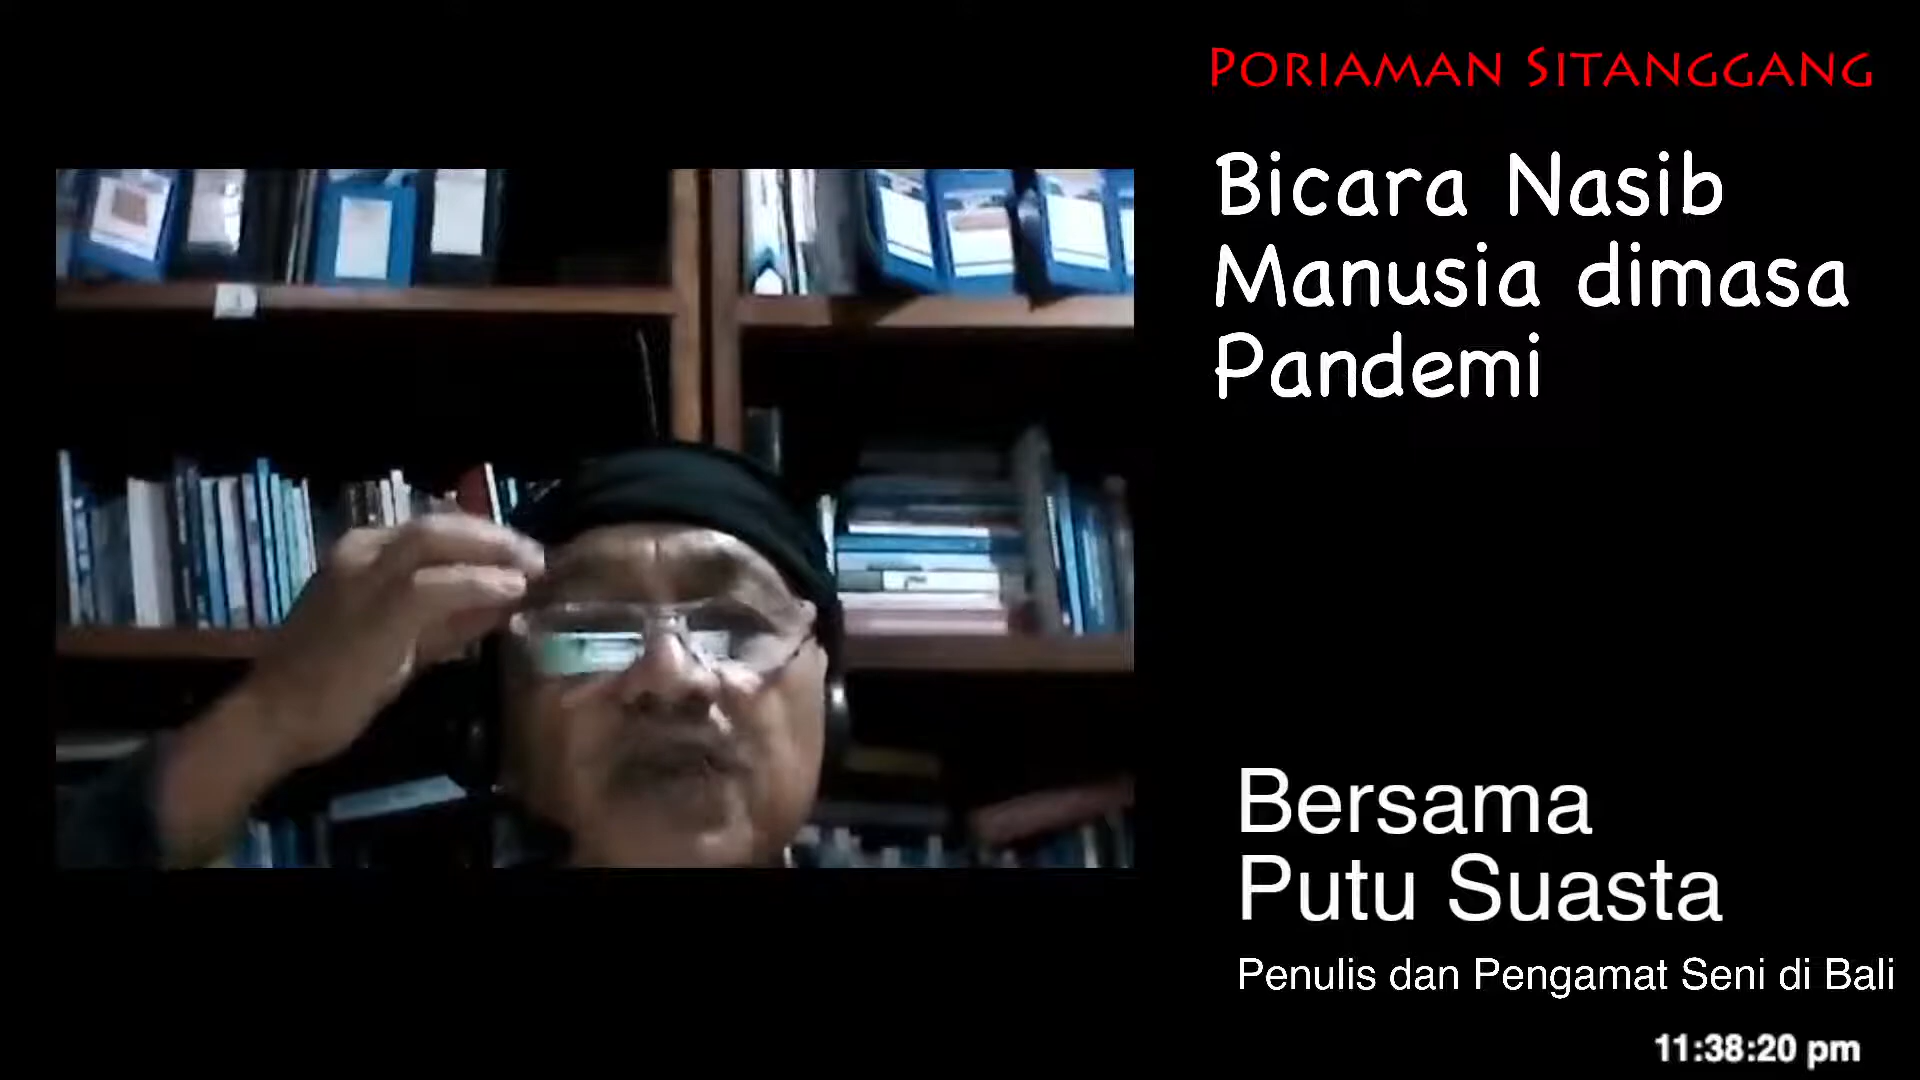 PORIAMAN SITANGGANG
Bicara Nasib
Manusia dimasa
Pandemi
Bersama
Putu Suasta
Penulis dan Pengamat Seni di Bali
11:38:20 pm